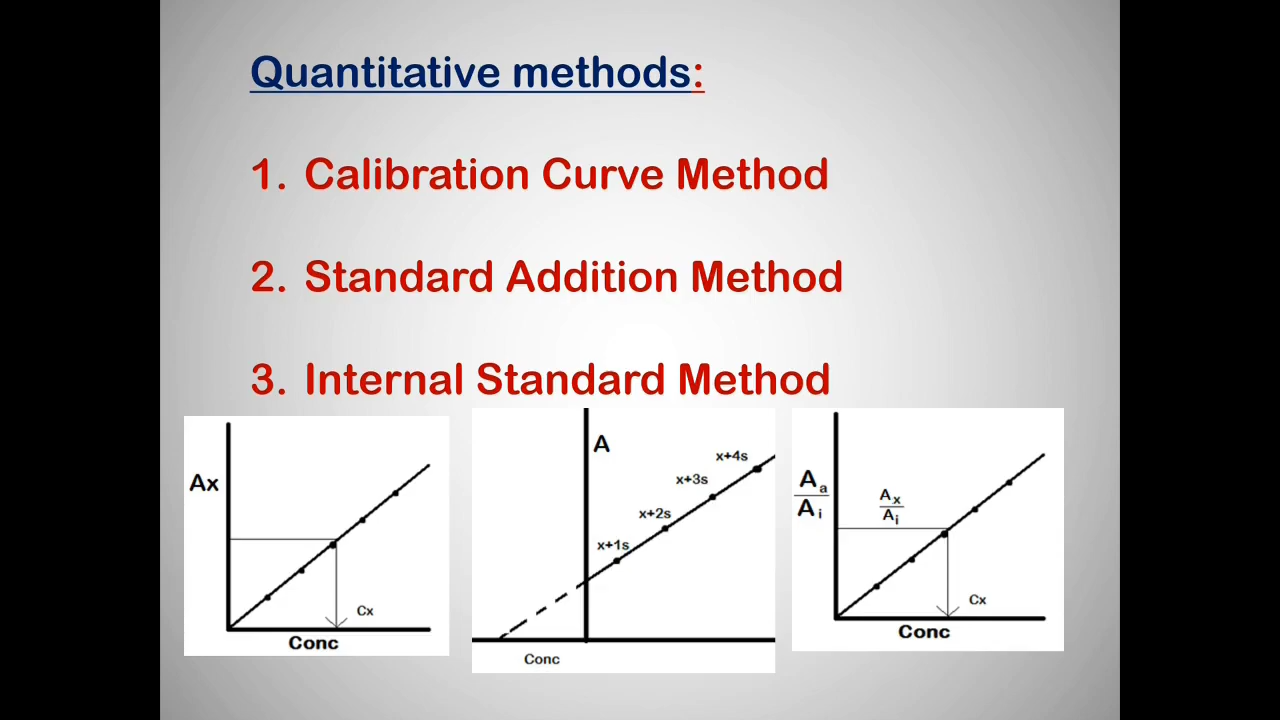 Quantitative methods:
1. Calibration Curve Method
2. Standard Addition Method
3. Internal Standard Method
Ax
Cx
Conc
A
x+1s
x+2s
x+3s
x+4s
Conc
Aa
Ai
Ax
Ai
Cx
Conc